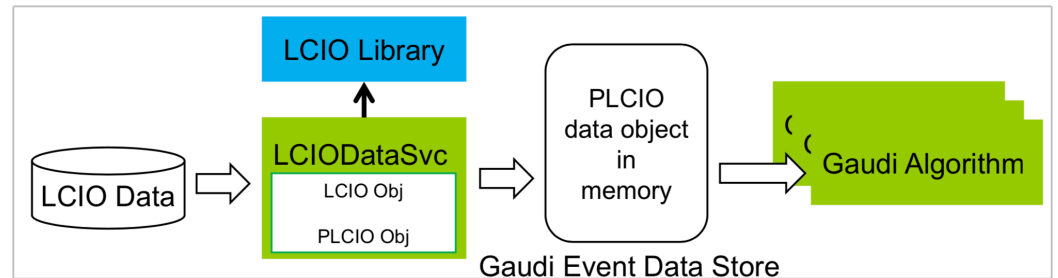 LCIO Library
LCIO Data
LCIODataSvc
LCIO Obj
PLCIO Obj
PLCIO
data object
in
memory
Gaudi Algorithm
Gaudi Event Data Store